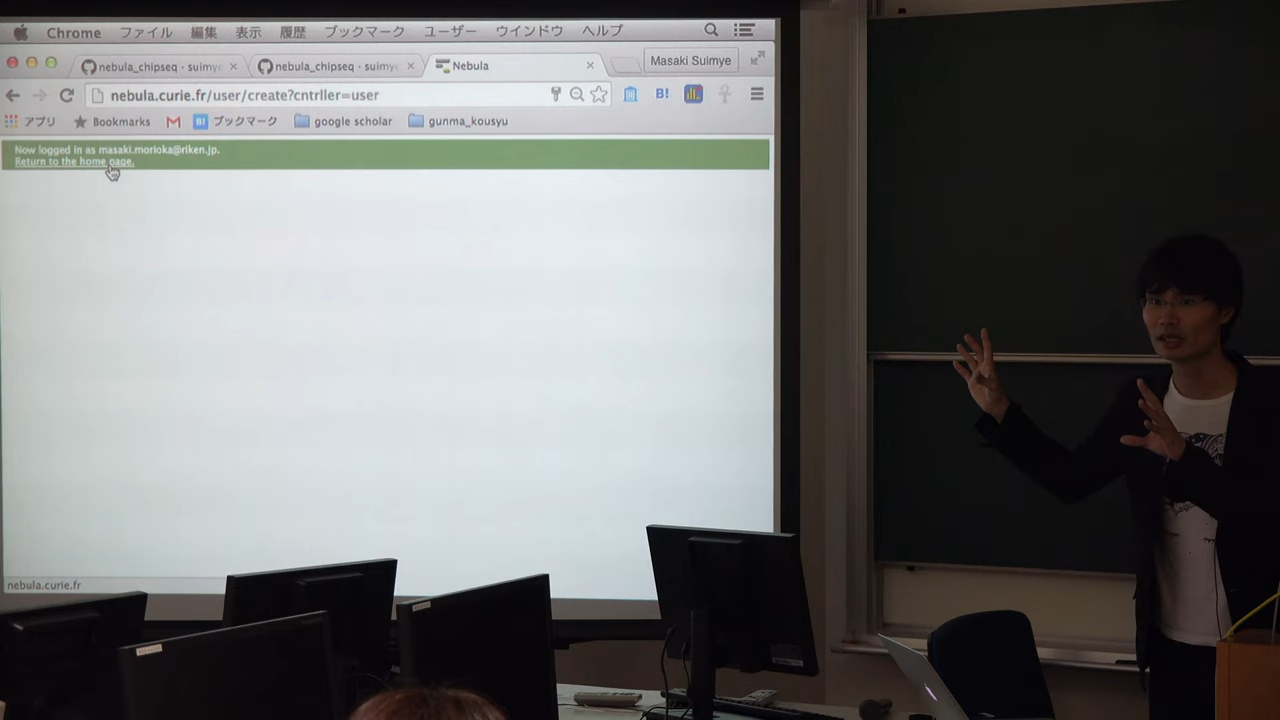 Chrome ファイル 編集 表示 履歴 ブックマーク ユーザー ウインドウ ヘルプ
nebula_chipseq - suimye nebula_chipseq - suimye Nebula Masaki Suimye
nebula.curie.fr/user/create?cntrller=user B!
アプリ Bookmarks B! ブックマーク google scholar gunma_kousyu
Now logged in as masaki.morioka@riken.jp.
Return to the home page.
nebula.curie.fr